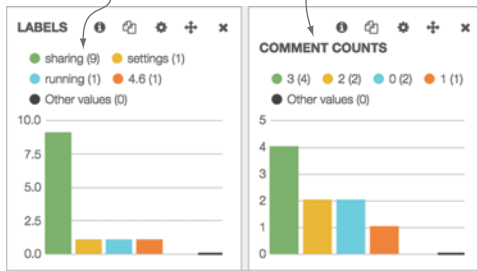 LABELS
sharing (9) settings (1)
running (1) 4.6 (1)
Other values (0)
10.0
7.5
5.0
2.5
0.0
COMMENT COUNTS
3 (4) 2 (2) 0 (2) 1 (1)
Other values (0)
5
4
3
2
1
0